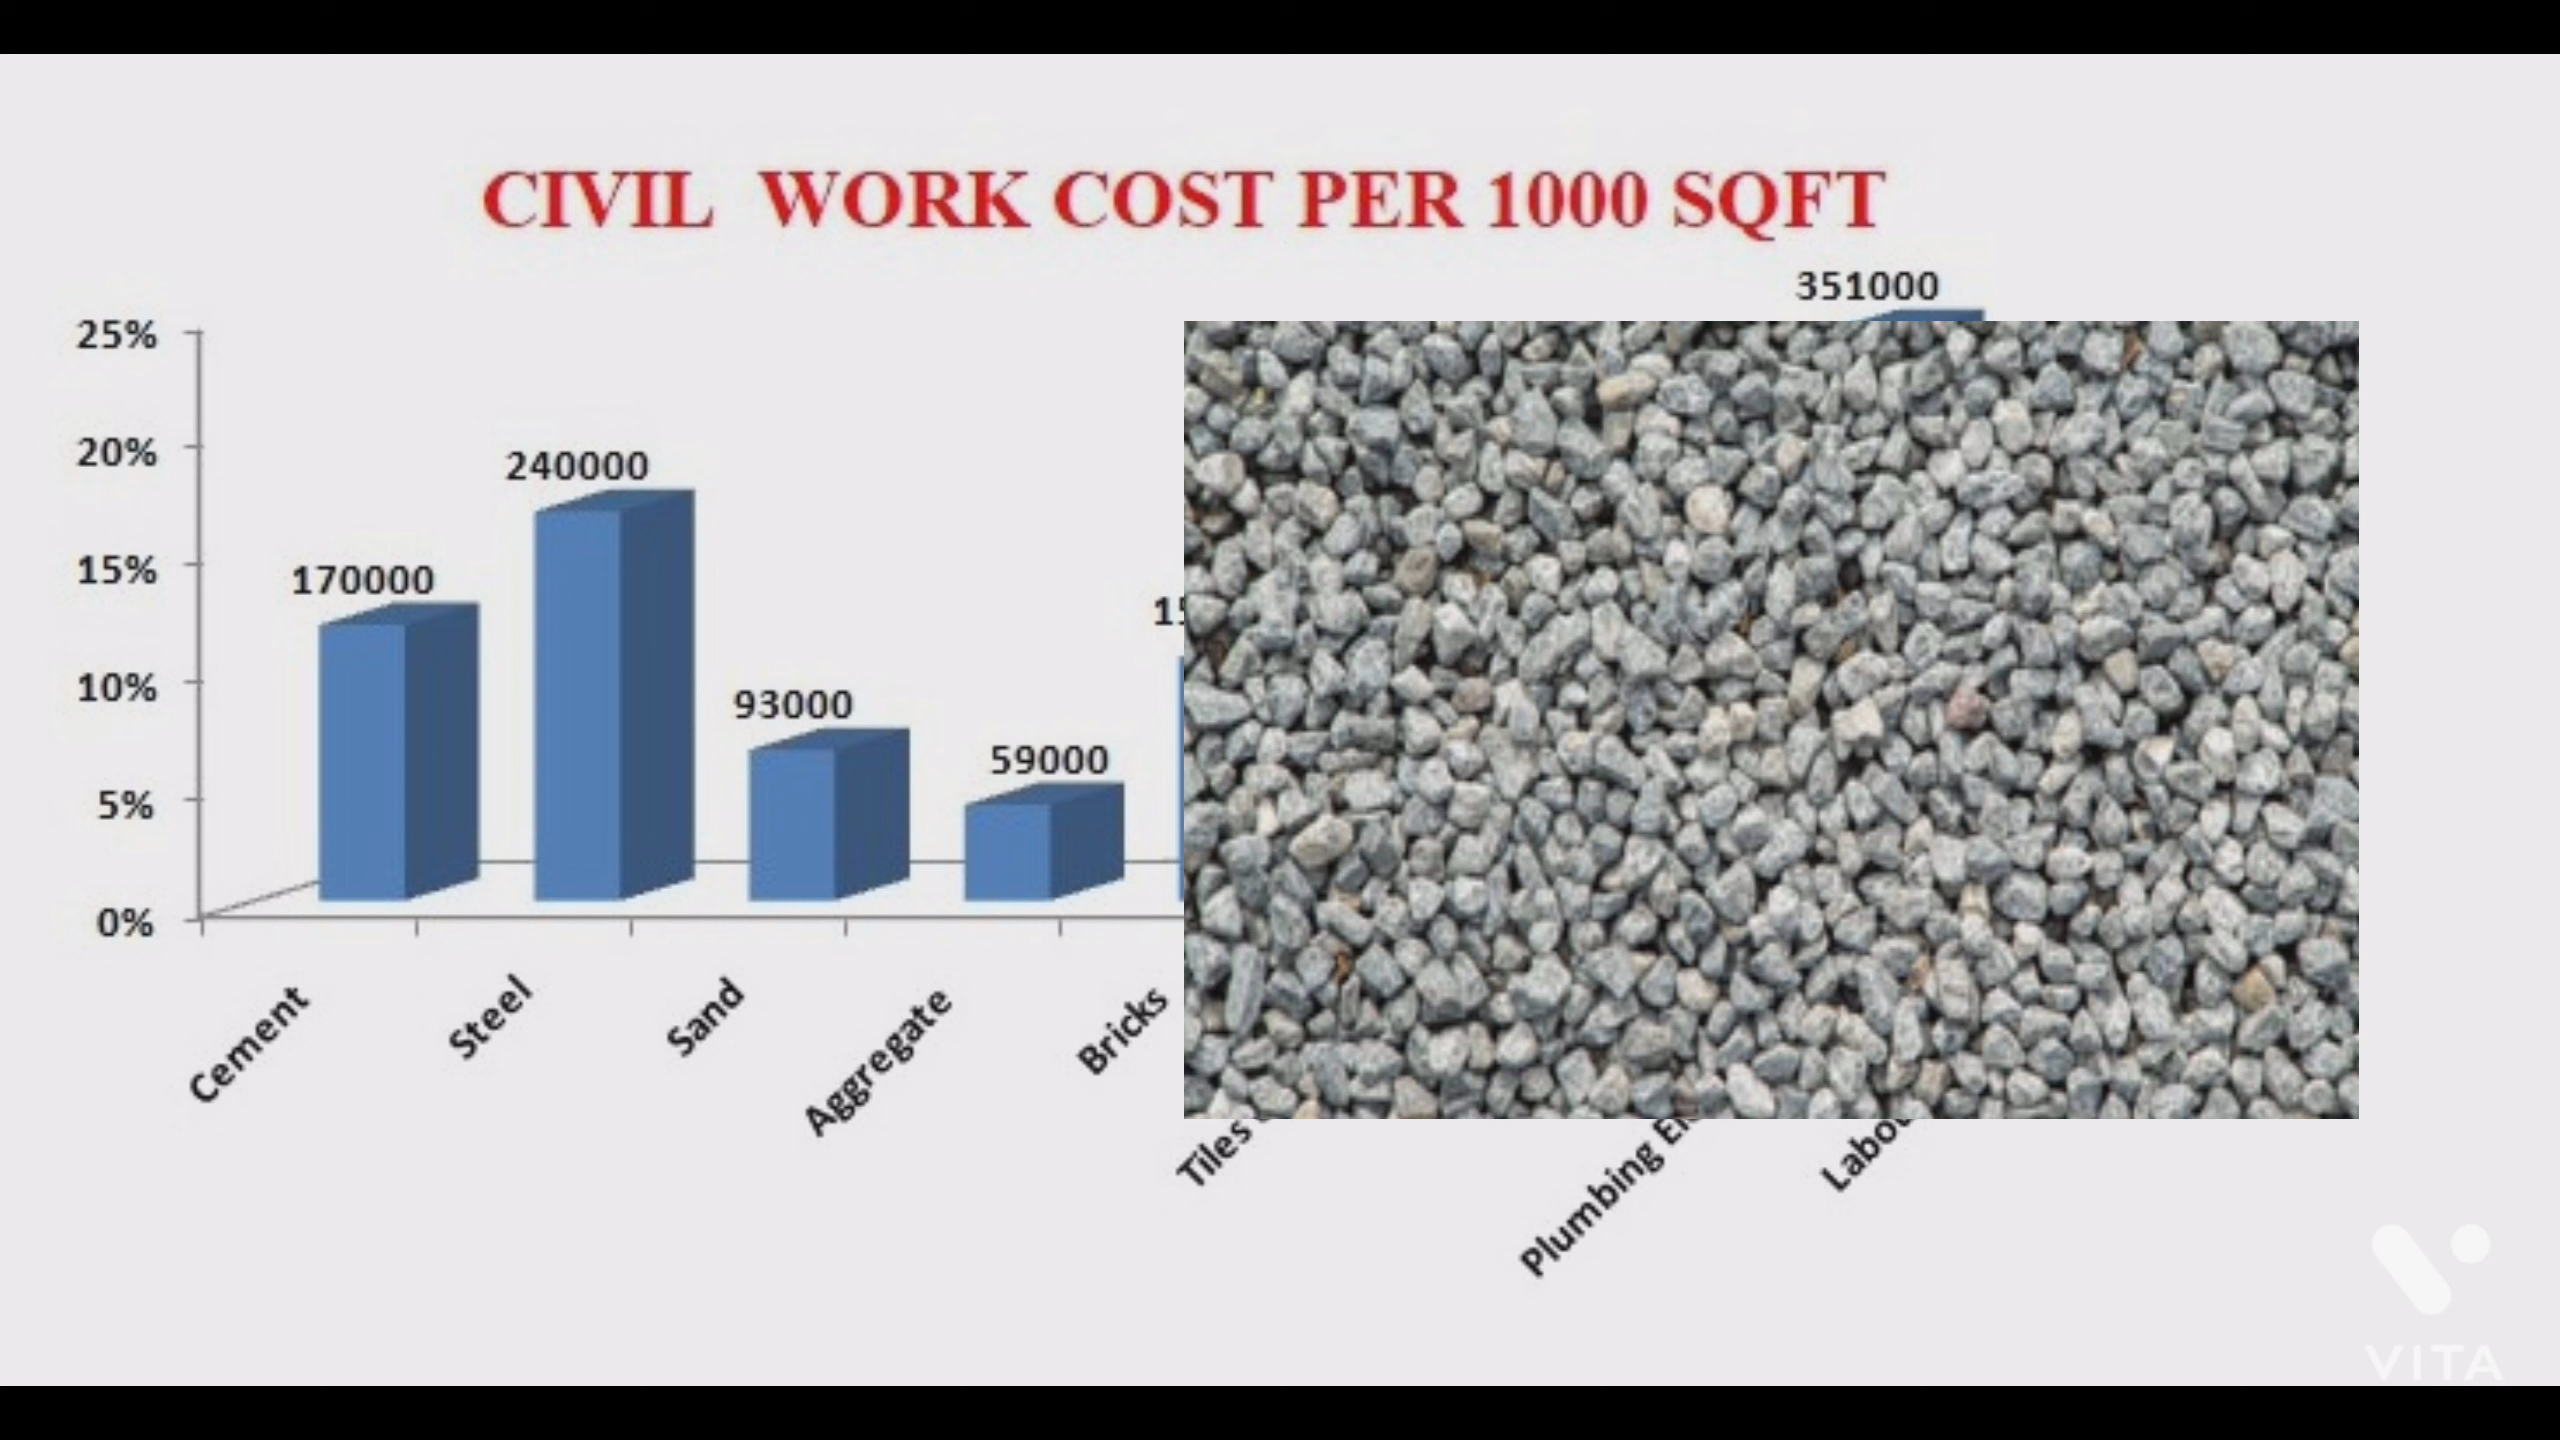 CIVIL WORK COST PER 1000 SQFT
351000
25%
20%
240000
15%
170000
10%
93000
59000
5%
0%
Cement
Steel
Sand
Aggregate
Bricks
Tiles
Plumbing
VITA